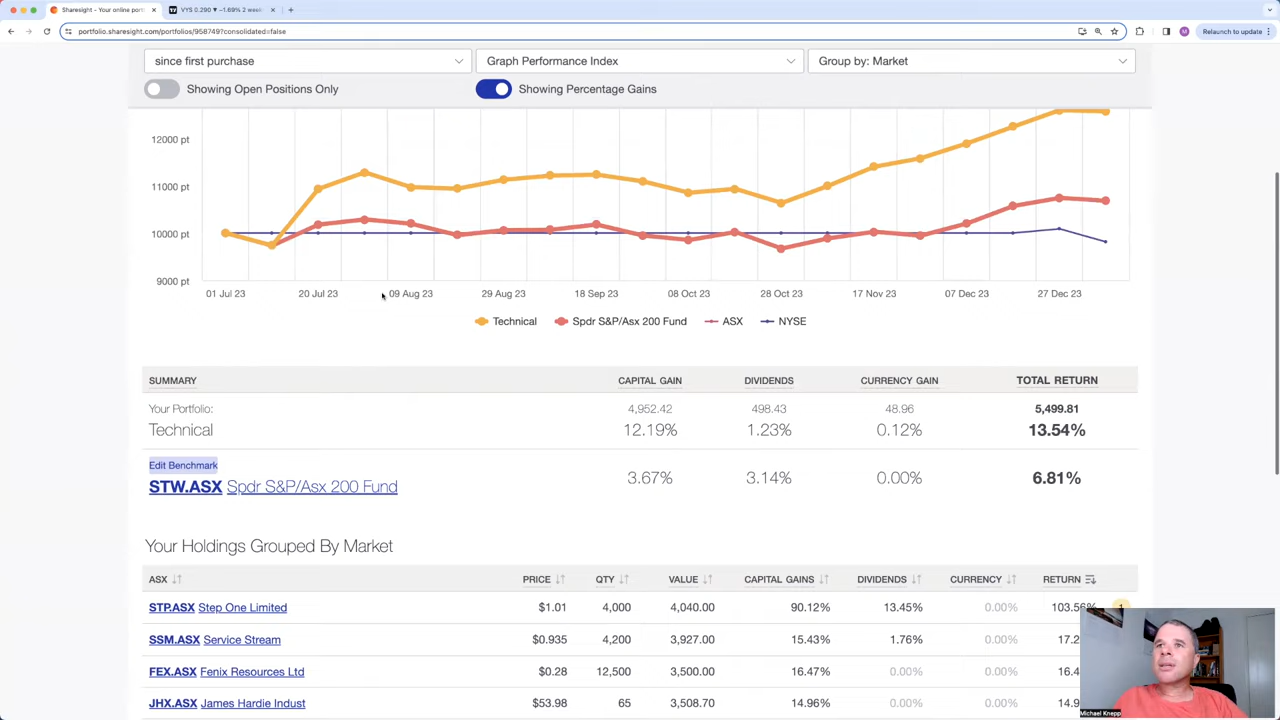 Sharesight - Your online port
VYS 0.290 ▼ −1.69% 2 week
portfolio.sharesight.com/portfolios/958749?consolidated=false
M
Relaunch to update
since first purchase
Graph Performance Index
Group by: Market
Showing Open Positions Only
Showing Percentage Gains
12000 pt
11000 pt
10000 pt
9000 pt
01 Jul 23 20 Jul 23 09 Aug 23 29 Aug 23 18 Sep 23 08 Oct 23 28 Oct 23 17 Nov 23 07 Dec 23 27 Dec 23
Technical Spdr S&P/Asx 200 Fund ASX NYSE
SUMMARY CAPITAL GAIN DIVIDENDS CURRENCY GAIN TOTAL RETURN
Your Portfolio: 4,952.42 498.43 48.96 5,499.81
Technical 12.19% 1.23% 0.12% 13.54%
Edit Benchmark
STW.ASX Spdr S&P/Asx 200 Fund 3.67% 3.14% 0.00% 6.81%
Your Holdings Grouped By Market
ASX PRICE QTY VALUE CAPITAL GAINS DIVIDENDS CURRENCY RETURN
STP.ASX Step One Limited $1.01 4,000 4,040.00 90.12% 13.45% 0.00% 103.56% 1
SSM.ASX Service Stream $0.935 4,200 3,927.00 15.43% 1.76% 0.00% 17.2
FEX.ASX Fenix Resources Ltd $0.28 12,500 3,500.00 16.47% 0.00% 0.00% 16.4
JHX.ASX James Hardie Indust $53.98 65 3,508.70 14.96% 0.00% 0.00% 14.9
Michael Knepp